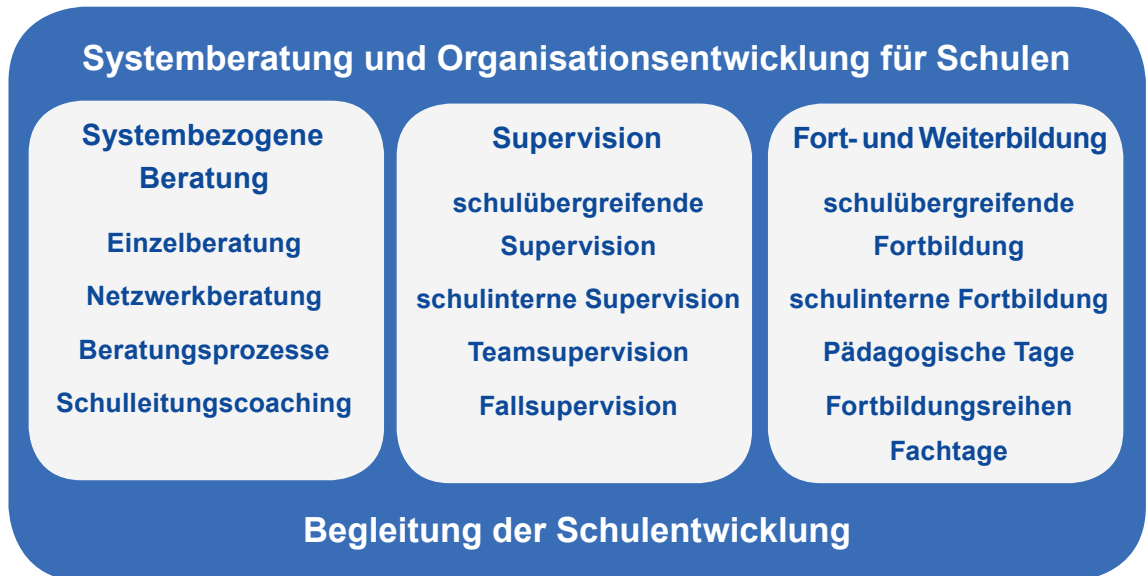 Systemberatung und Organisationsentwicklung für Schulen
Systembezogene
Beratung
Einzelberatung
Netzwerkberatung
Beratungsprozesse
Schulleitungscoaching
Supervision
schulübergreifende
Supervision
schulinterne Supervision
Teamsupervision
Fallsupervision
Fort- und Weiterbildung
schulübergreifende
Fortbildung
schulinterne Fortbildung
Pädagogische Tage
Fortbildungsreihen
Fachtage
Begleitung der Schulentwicklung